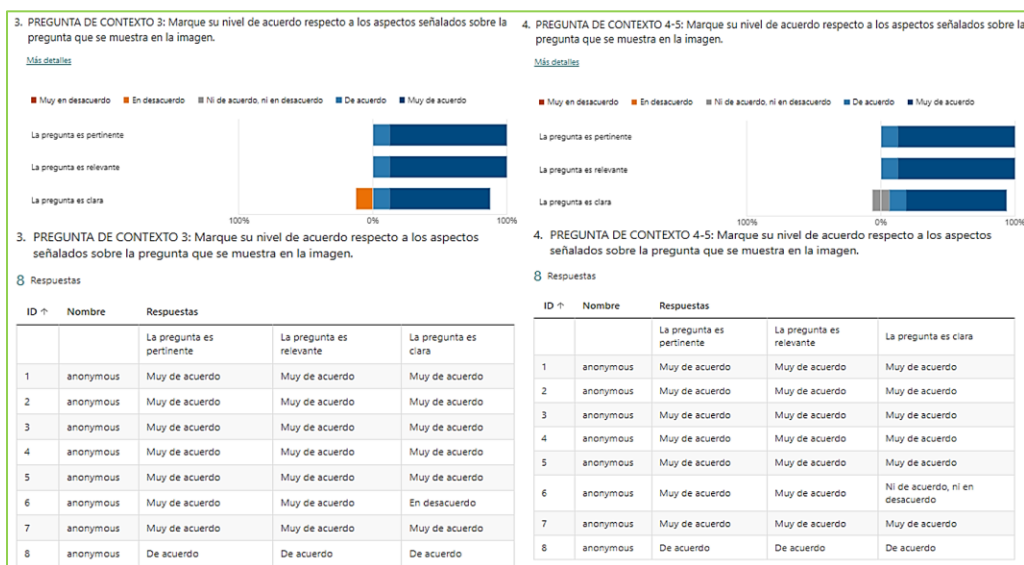 3. PREGUNTA DE CONTEXTO 3: Marque su nivel de acuerdo respecto a los aspectos señalados sobre la
pregunta que se muestra en la imagen.
Más detalles
Muy en desacuerdo En desacuerdo Ni de acuerdo, ni en desacuerdo De acuerdo Muy de acuerdo
La pregunta es pertinente
La pregunta es relevante
La pregunta es clara
100% 0% 100%
3. PREGUNTA DE CONTEXTO 3: Marque su nivel de acuerdo respecto a los aspectos
señalados sobre la pregunta que se muestra en la imagen.
8 Respuestas
ID ↑ Nombre Respuestas
La pregunta es pertinente La pregunta es relevante La pregunta es clara
1 anonymous Muy de acuerdo Muy de acuerdo Muy de acuerdo
2 anonymous Muy de acuerdo Muy de acuerdo Muy de acuerdo
3 anonymous Muy de acuerdo Muy de acuerdo Muy de acuerdo
4 anonymous Muy de acuerdo Muy de acuerdo Muy de acuerdo
5 anonymous Muy de acuerdo Muy de acuerdo Muy de acuerdo
6 anonymous Muy de acuerdo Muy de acuerdo En desacuerdo
7 anonymous Muy de acuerdo Muy de acuerdo Muy de acuerdo
8 anonymous De acuerdo De acuerdo De acuerdo
4. PREGUNTA DE CONTEXTO 4-5: Marque su nivel de acuerdo respecto a los aspectos señalados sobre la
pregunta que se muestra en la imagen.
Más detalles
Muy en desacuerdo En desacuerdo Ni de acuerdo, ni en desacuerdo De acuerdo Muy de acuerdo
La pregunta es pertinente
La pregunta es relevante
La pregunta es clara
100% 0% 100%
4. PREGUNTA DE CONTEXTO 4-5: Marque su nivel de acuerdo respecto a los aspectos
señalados sobre la pregunta que se muestra en la imagen.
8 Respuestas
ID ↑ Nombre Respuestas
La pregunta es pertinente La pregunta es relevante La pregunta es clara
1 anonymous Muy de acuerdo Muy de acuerdo Muy de acuerdo
2 anonymous Muy de acuerdo Muy de acuerdo Muy de acuerdo
3 anonymous Muy de acuerdo Muy de acuerdo Muy de acuerdo
4 anonymous Muy de acuerdo Muy de acuerdo Muy de acuerdo
5 anonymous Muy de acuerdo Muy de acuerdo Muy de acuerdo
6 anonymous Muy de acuerdo Muy de acuerdo Ni de acuerdo, ni en desacuerdo
7 anonymous Muy de acuerdo Muy de acuerdo Muy de acuerdo
8 anonymous De acuerdo De acuerdo De acuerdo